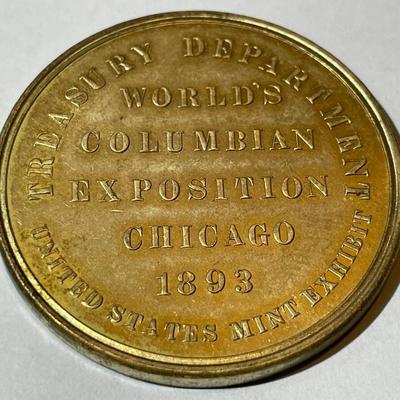 TREASURY DEPARTMENT
WORLD'S
COLUMBIAN
EXPOSITION
CHICAGO
1893
UNITED STATES MINT EXHIBIT